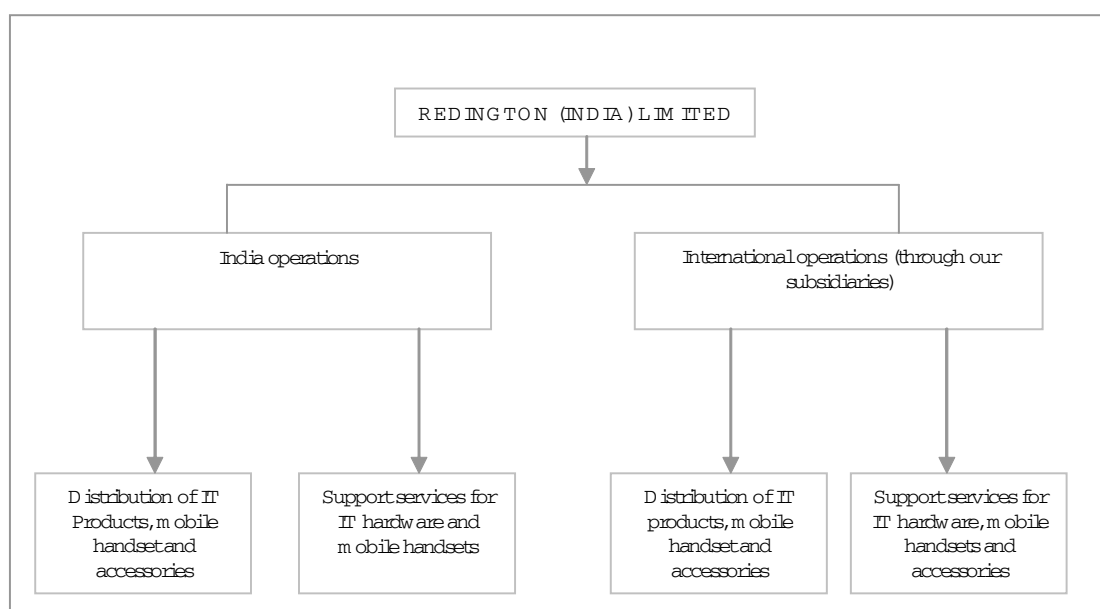 REDINGTON (INDIA) LIMITED
India operations
International operations (through our
subsidiaries)
Distribution of IT
Products, mobile
handset and
accessories
Support services for
IT hardware and
mobile handsets
Distribution of IT
products, mobile
handset and
accessories
Support services for
IT hardware, mobile
handsets and
accessories